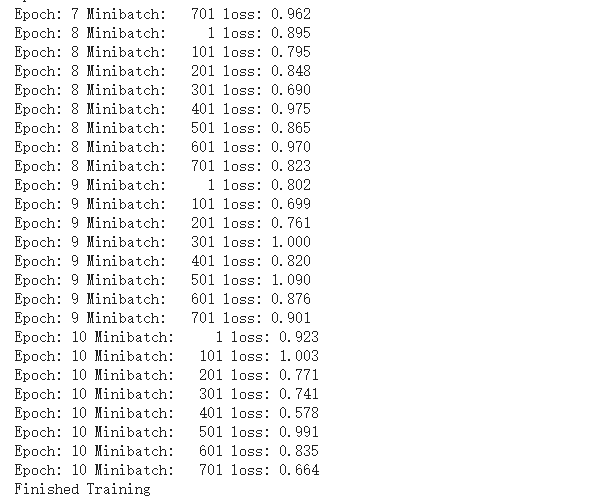 Epoch: 7 Minibatch:   701 loss: 0.962
Epoch: 8 Minibatch:     1 loss: 0.895
Epoch: 8 Minibatch:   101 loss: 0.795
Epoch: 8 Minibatch:   201 loss: 0.848
Epoch: 8 Minibatch:   301 loss: 0.690
Epoch: 8 Minibatch:   401 loss: 0.975
Epoch: 8 Minibatch:   501 loss: 0.865
Epoch: 8 Minibatch:   601 loss: 0.970
Epoch: 8 Minibatch:   701 loss: 0.823
Epoch: 9 Minibatch:     1 loss: 0.802
Epoch: 9 Minibatch:   101 loss: 0.699
Epoch: 9 Minibatch:   201 loss: 0.761
Epoch: 9 Minibatch:   301 loss: 1.000
Epoch: 9 Minibatch:   401 loss: 0.820
Epoch: 9 Minibatch:   501 loss: 1.090
Epoch: 9 Minibatch:   601 loss: 0.876
Epoch: 9 Minibatch:   701 loss: 0.901
Epoch: 10 Minibatch:     1 loss: 0.923
Epoch: 10 Minibatch:   101 loss: 1.003
Epoch: 10 Minibatch:   201 loss: 0.771
Epoch: 10 Minibatch:   301 loss: 0.741
Epoch: 10 Minibatch:   401 loss: 0.578
Epoch: 10 Minibatch:   501 loss: 0.991
Epoch: 10 Minibatch:   601 loss: 0.835
Epoch: 10 Minibatch:   701 loss: 0.664
Finished Training